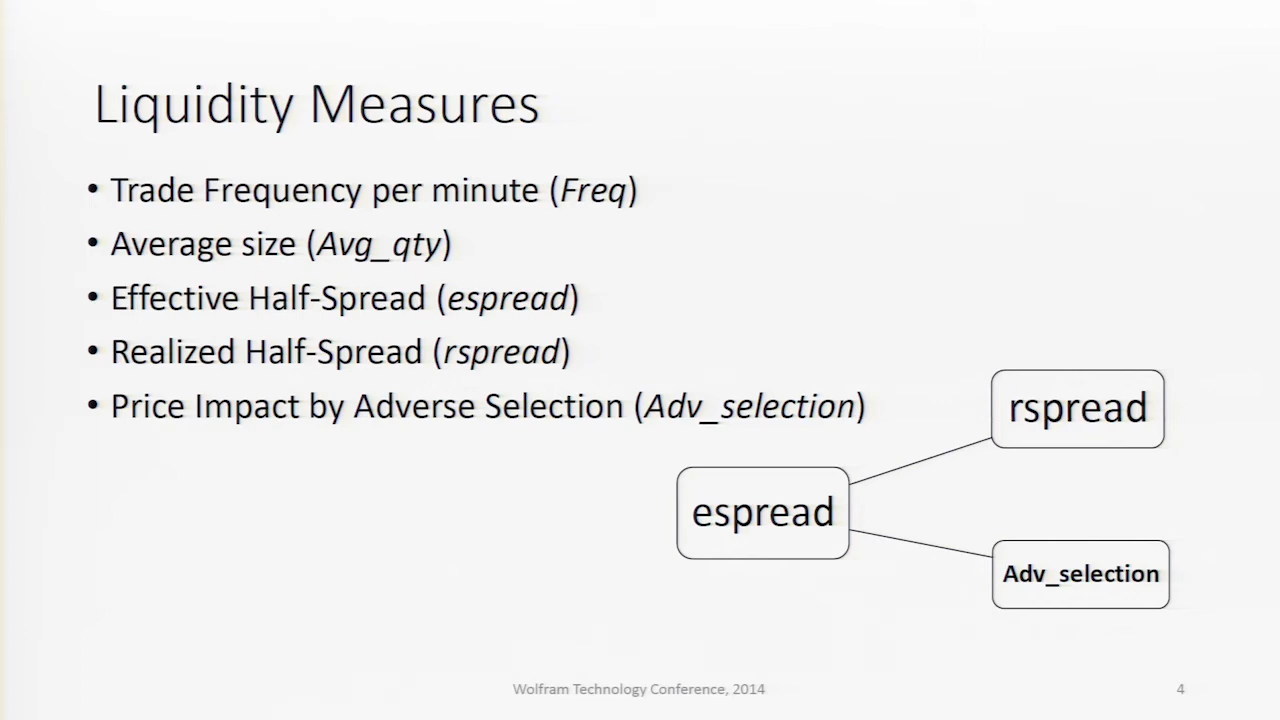 Liquidity Measures
• Trade Frequency per minute (Freq)
• Average size (Avg_qty)
• Effective Half-Spread (espread)
• Realized Half-Spread (rspread)
• Price Impact by Adverse Selection (Adv_selection)
rspread
espread
Adv_selection
Wolfram Technology Conference, 2014
4